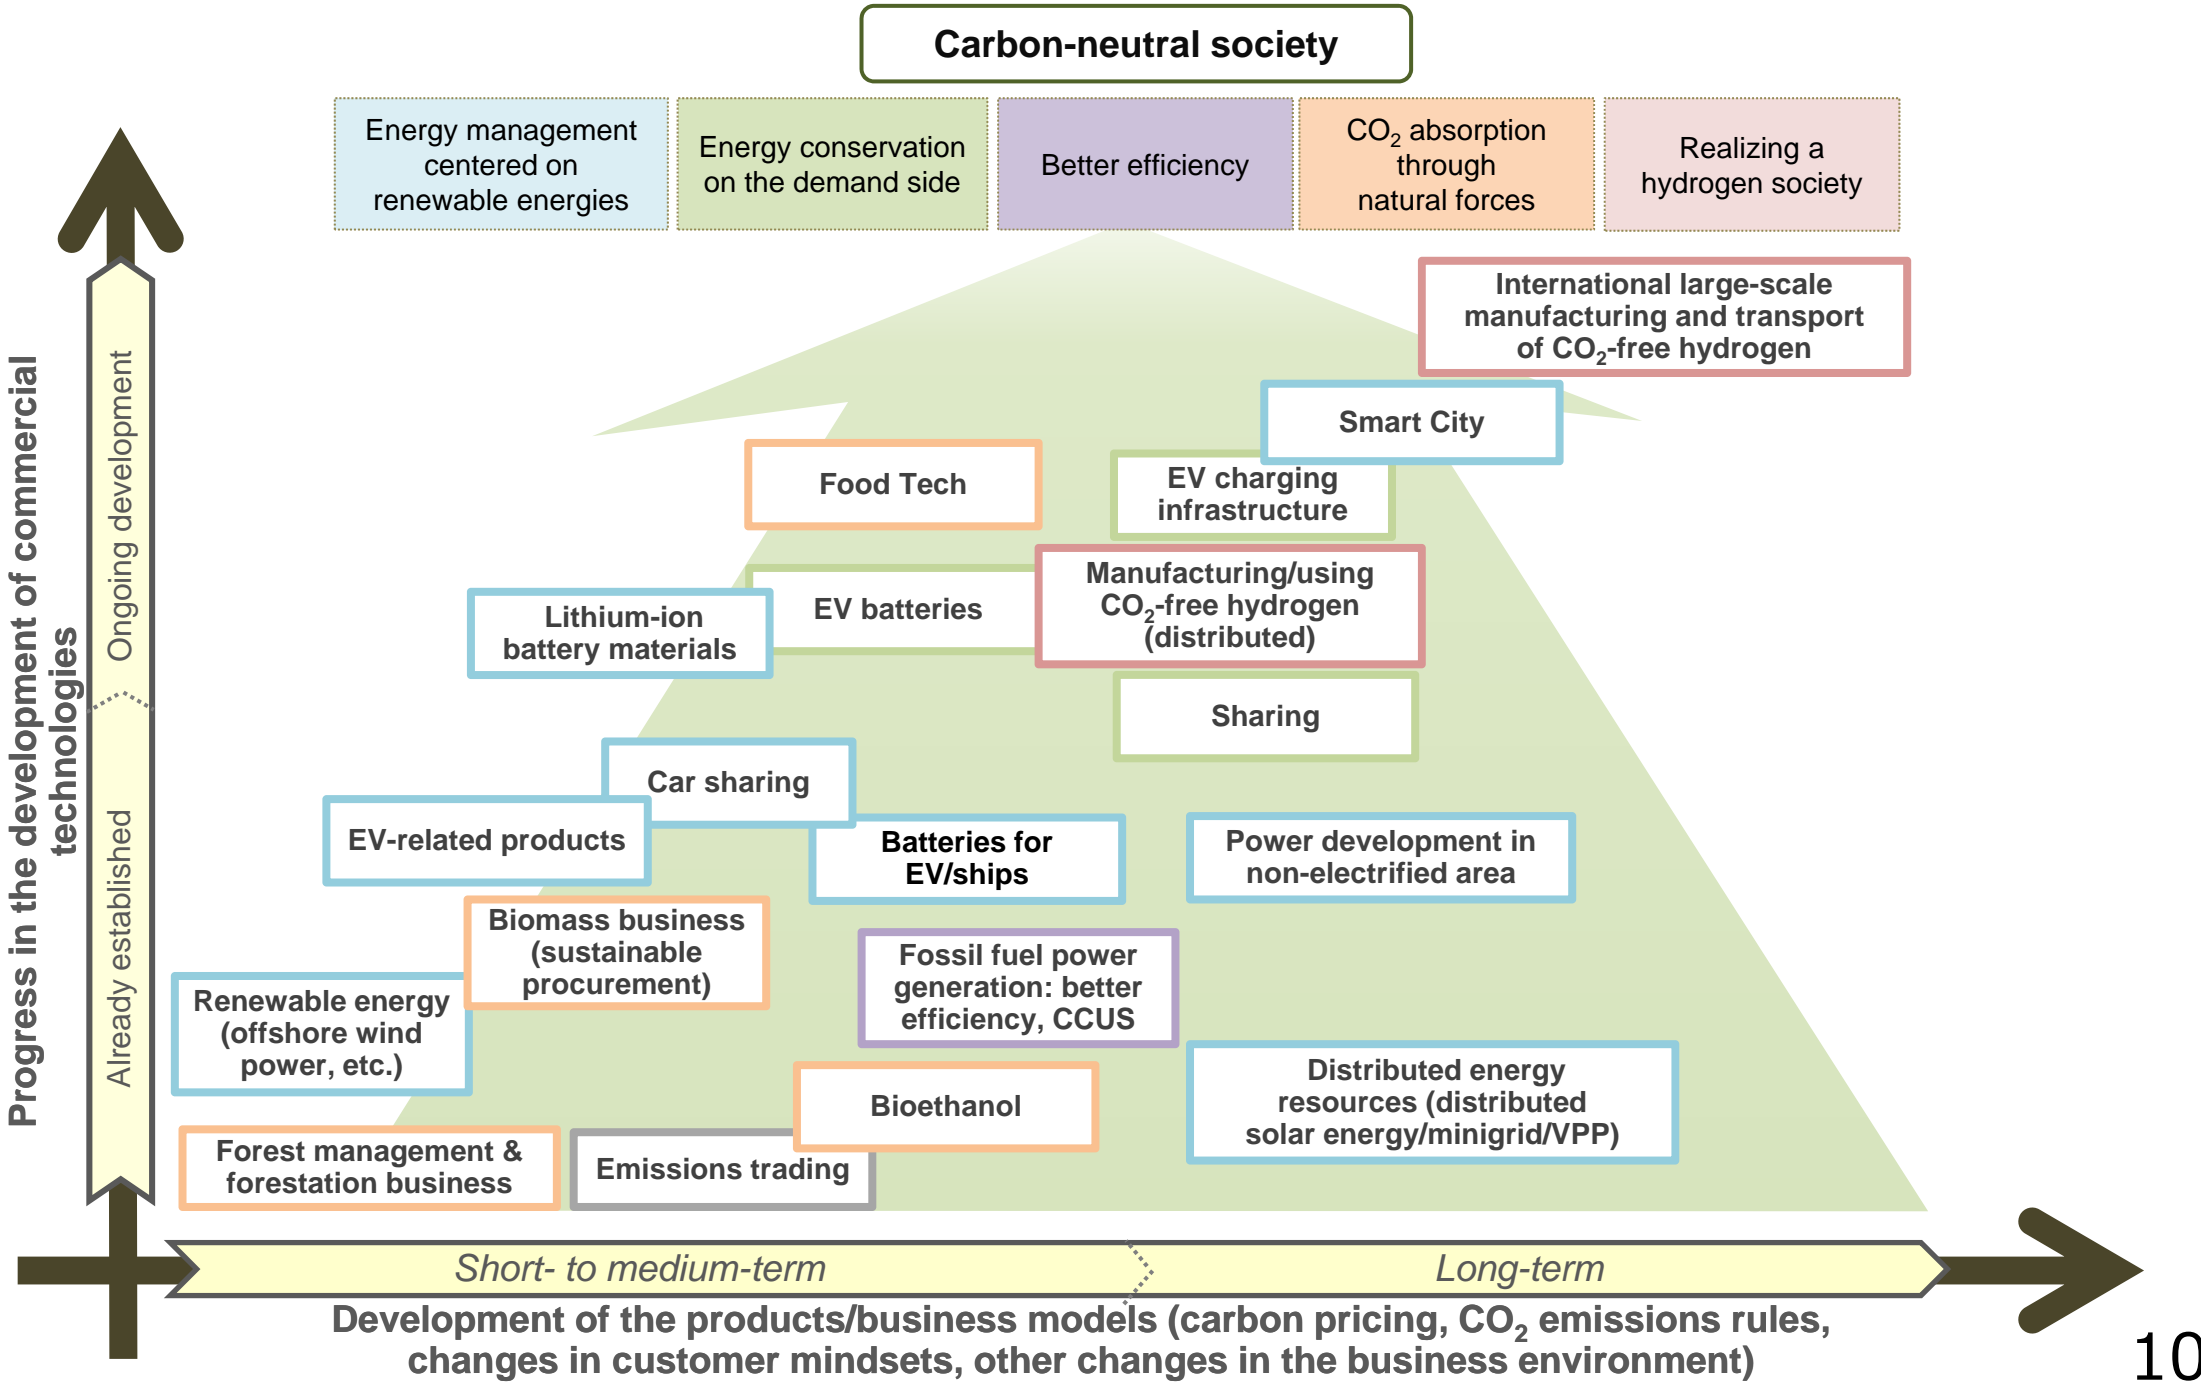 Carbon-neutral society
Energy management
centered on
renewable energies
Energy conservation
on the demand side
Better efficiency
CO₂ absorption
through
natural forces
Realizing a
hydrogen society
International large-scale
manufacturing and transport
of CO₂-free hydrogen
Smart City
Food Tech
EV charging
infrastructure
Manufacturing/using
CO₂-free hydrogen
(distributed)
EV batteries
Lithium-ion
battery materials
Sharing
Car sharing
EV-related products
Batteries for
EV/ships
Power development in
non-electrified area
Biomass business
(sustainable
procurement)
Fossil fuel power
generation: better
efficiency, CCUS
Renewable energy
(offshore wind
power, etc.)
Distributed energy
resources (distributed
solar energy/minigrid/VPP)
Bioethanol
Forest management &
forestation business
Emissions trading
Progress in the development of commercial
technologies
Ongoing development
Already established
Short- to medium-term
Long-term
Development of the products/business models (carbon pricing, CO₂ emissions rules,
changes in customer mindsets, other changes in the business environment)
10